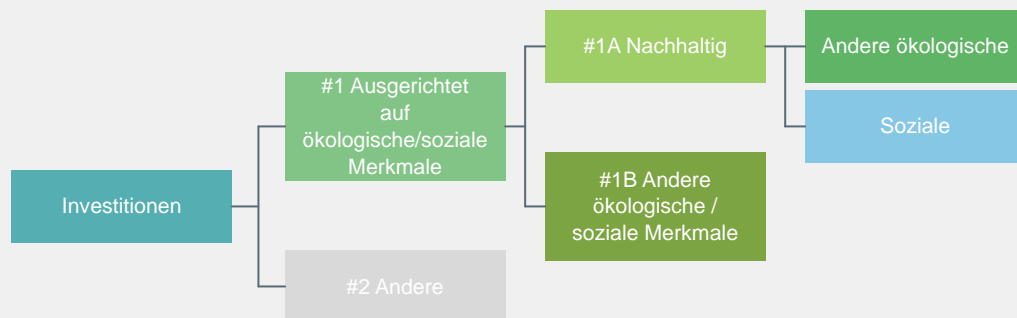 #1A Nachhaltig
Andere ökologische
#1 Ausgerichtet
auf
ökologische/soziale
Merkmale
Soziale
#1B Andere
ökologische /
soziale Merkmale
Investitionen
#2 Andere